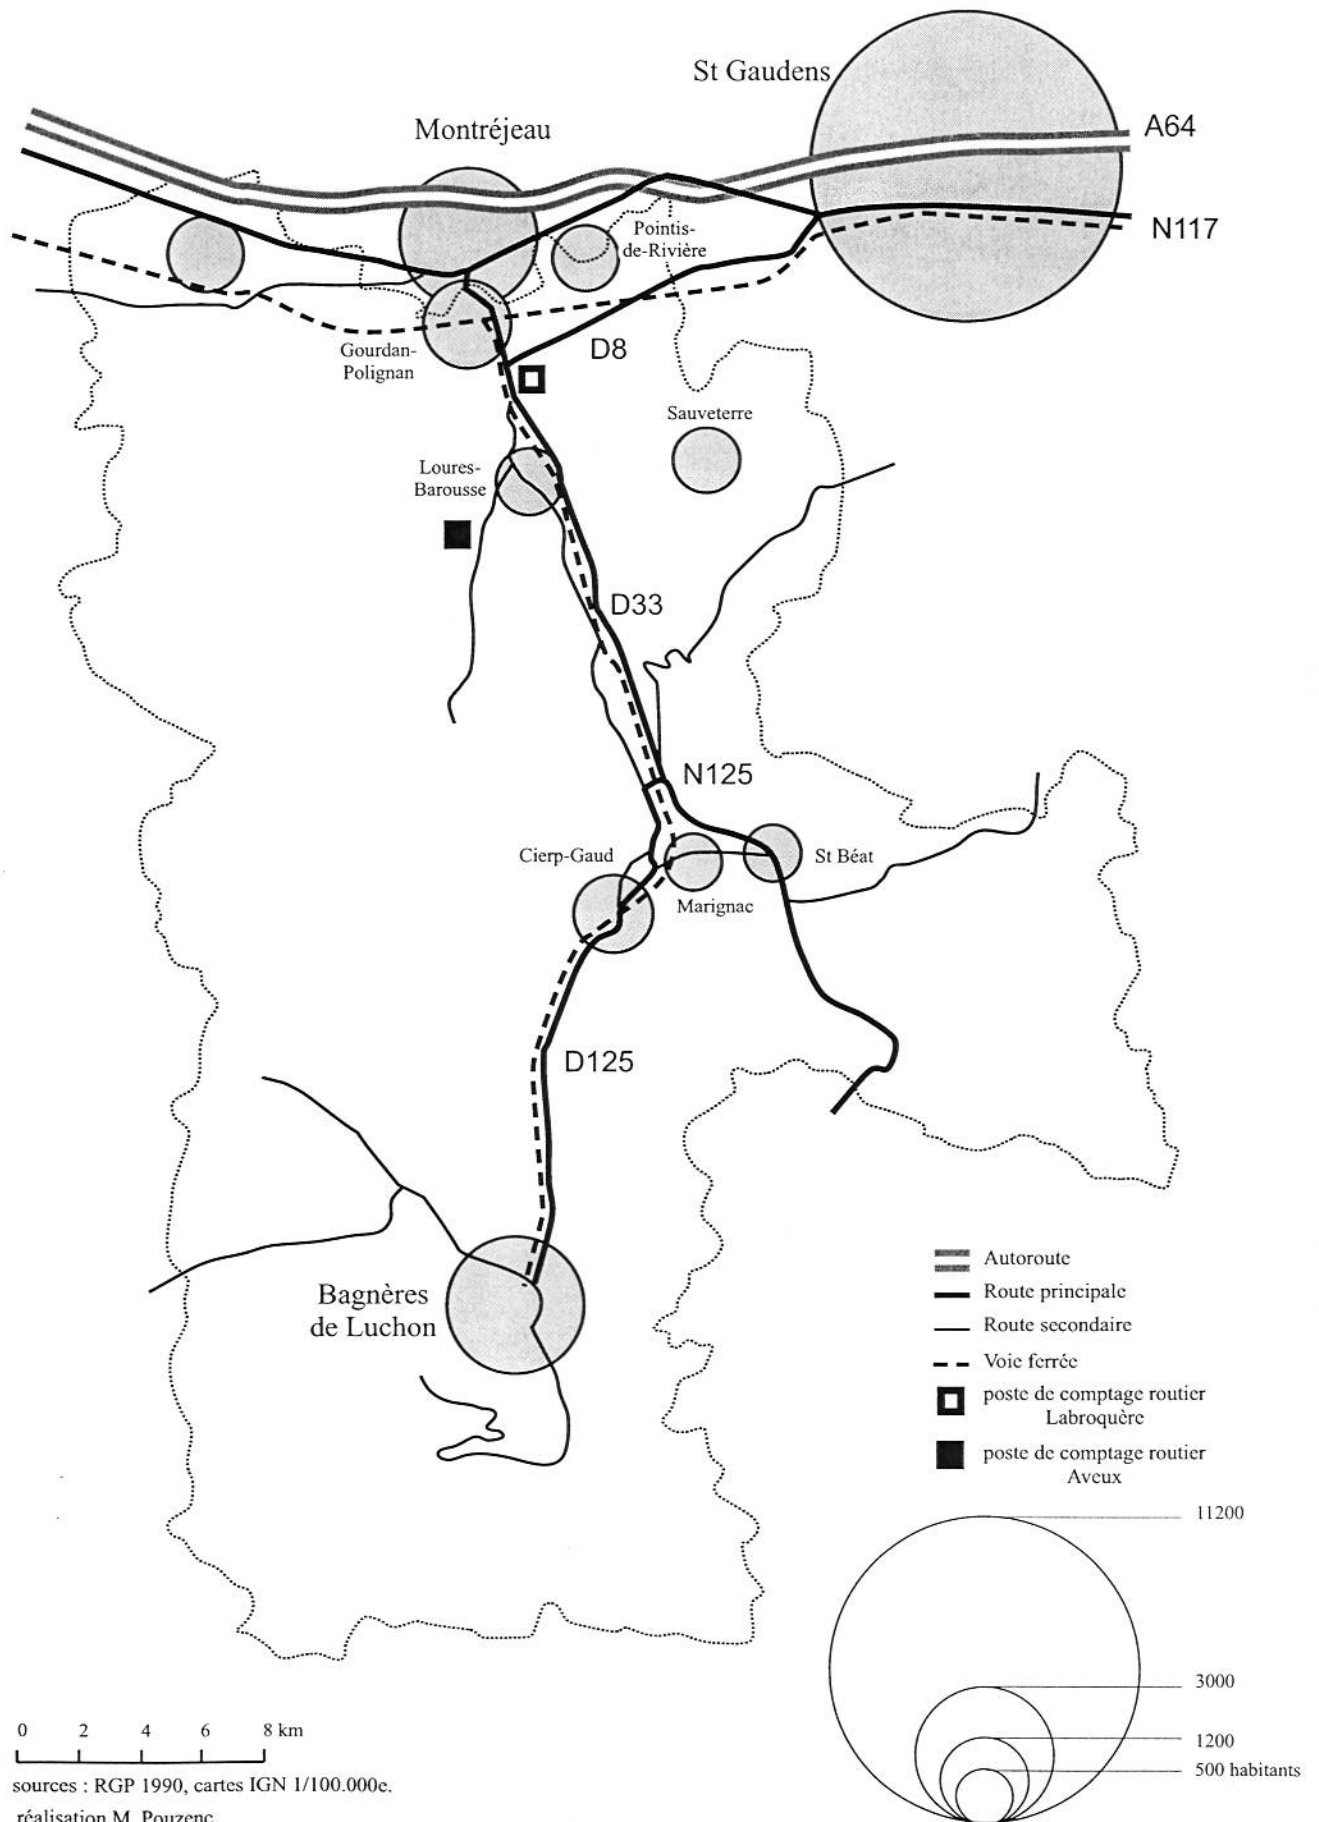 St Gaudens
A64
Montréjeau
N117
Pointis-
de-Rivière
D8
Gourdan-
Polignan
Sauveterre
Loures-
Barousse
D33
N125
Cierp-Gaud
St Béat
Marignac
D125
Bagnères
de Luchon
Autoroute
Route principale
Route secondaire
Voie ferrée
poste de comptage routier
Labroquère
poste de comptage routier
Aveux
11200
3000
1200
500 habitants
0 2 4 6 8 km
sources : RGP 1990, cartes IGN 1/100.000e.
réalisation M. Pouzenc.